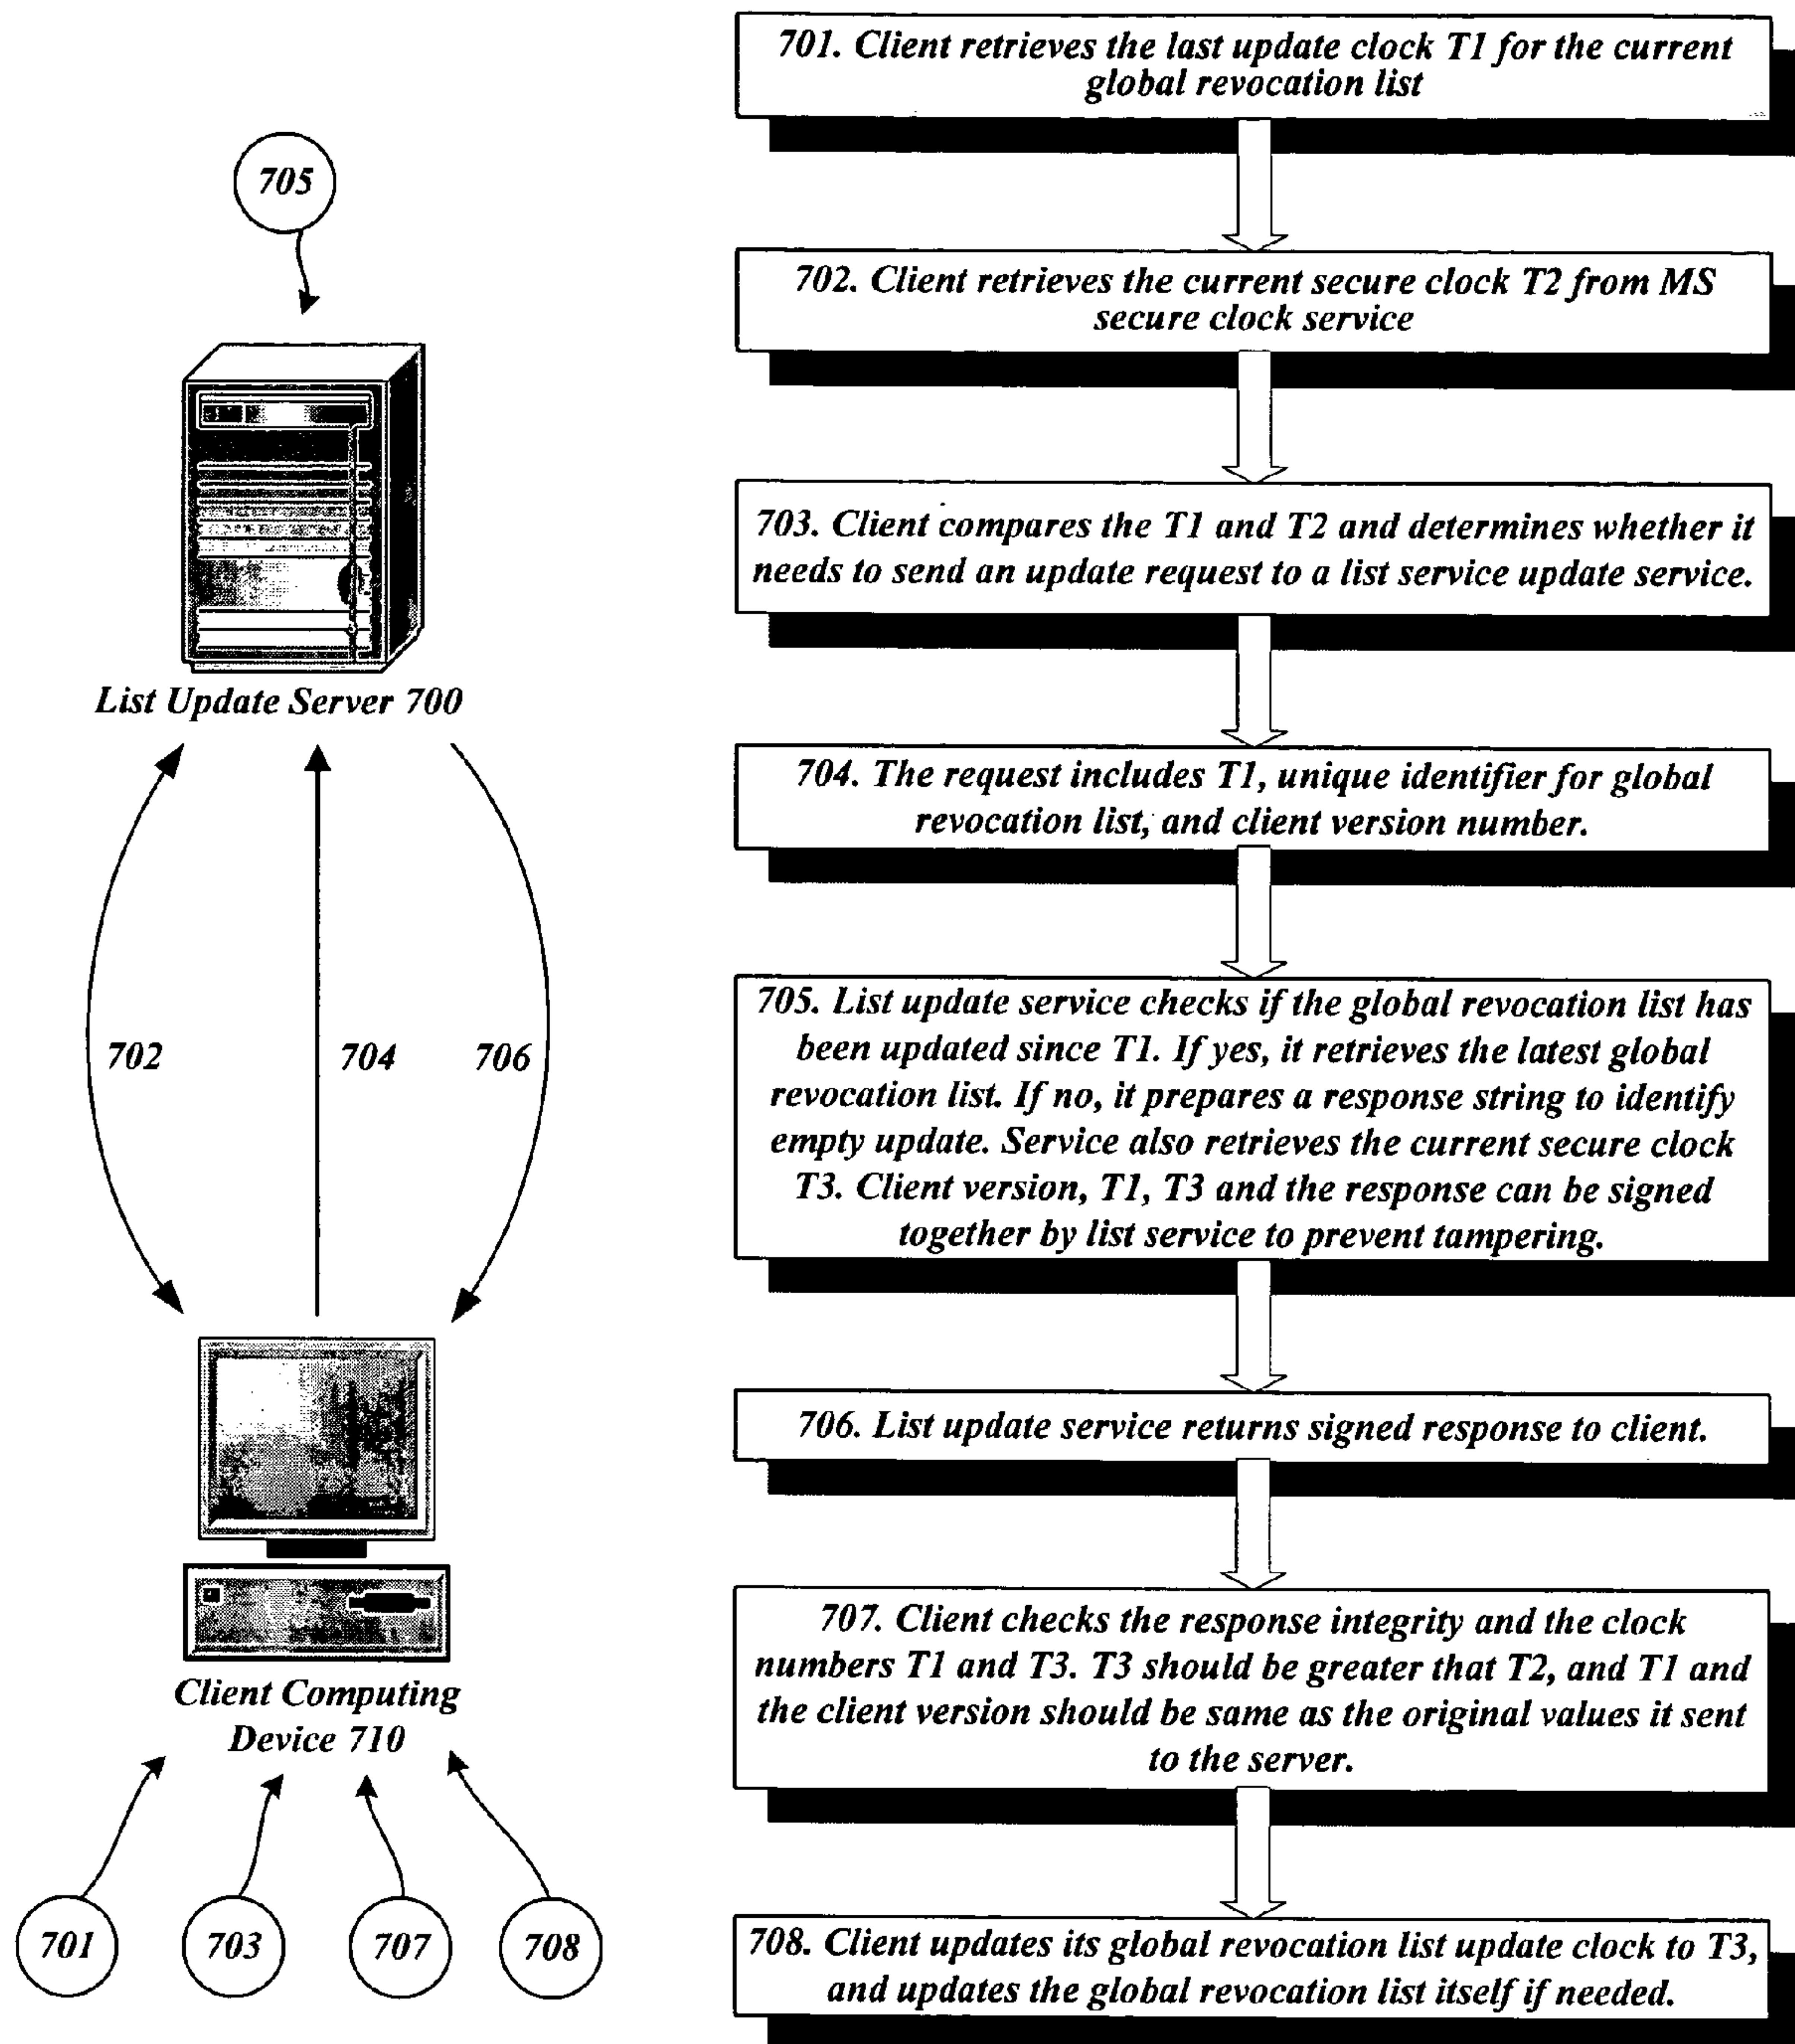 705
List Update Server 700
702
704
706
Client Computing
Device 710
701
703
707
708
701. Client retrieves the last update clock T1 for the current
global revocation list
702. Client retrieves the current secure clock T2 from MS
secure clock service
703. Client compares the T1 and T2 and determines whether it
needs to send an update request to a list service update service.
704. The request includes T1, unique identifier for global
revocation list, and client version number.
705. List update service checks if the global revocation list has
been updated since T1. If yes, it retrieves the latest global
revocation list. If no, it prepares a response string to identify
empty update. Service also retrieves the current secure clock
T3. Client version, T1, T3 and the response can be signed
together by list service to prevent tampering.
706. List update service returns signed response to client.
707. Client checks the response integrity and the clock
numbers T1 and T3. T3 should be greater that T2, and T1 and
the client version should be same as the original values it sent
to the server.
708. Client updates its global revocation list update clock to T3,
and updates the global revocation list itself if needed.